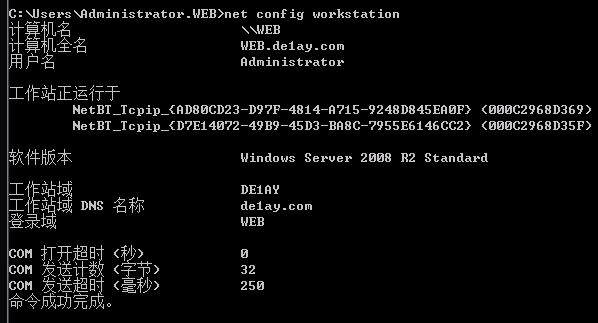 C:\Users\Administrator.WEB>net config workstation
计算机名 \\WEB
计算机全名 WEB.de1ay.com
用户名 Administrator
工作站正运行于
NetBT_Tcpip_{AD80CD23-D97F-4814-A715-9248D845EA0F} (000C2968D369)
NetBT_Tcpip_{D7E14072-49B9-45D3-BA8C-7955E6146CC2} (000C2968D35F)
软件版本 Windows Server 2008 R2 Standard
工作站域 DE1AY
工作站域 DNS 名称 de1ay.com
登录域 WEB
COM 打开超时 (秒) 0
COM 发送计数 (字节) 32
COM 发送超时 (毫秒) 250
命令成功完成。